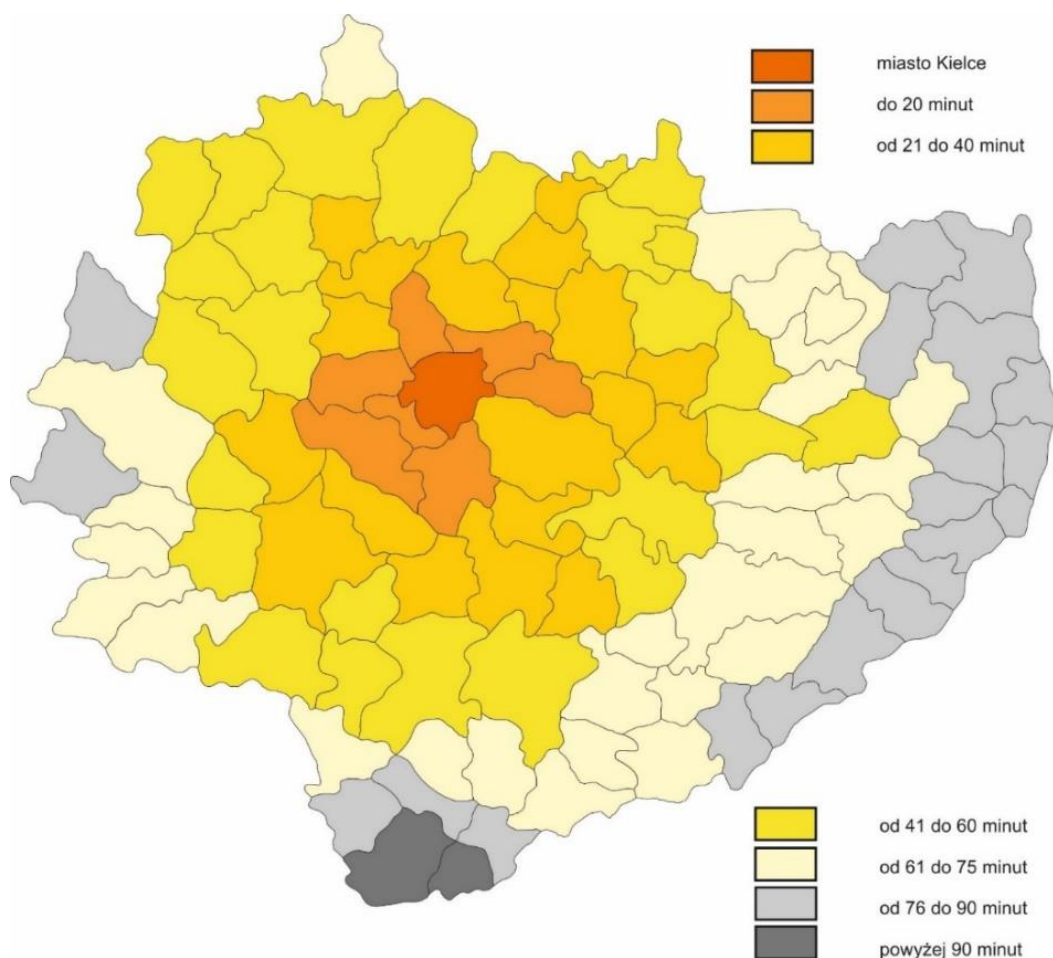 miasto Kielce
do 20 minut
od 21 do 40 minut
od 41 do 60 minut
od 61 do 75 minut
od 76 do 90 minut
powyżej 90 minut